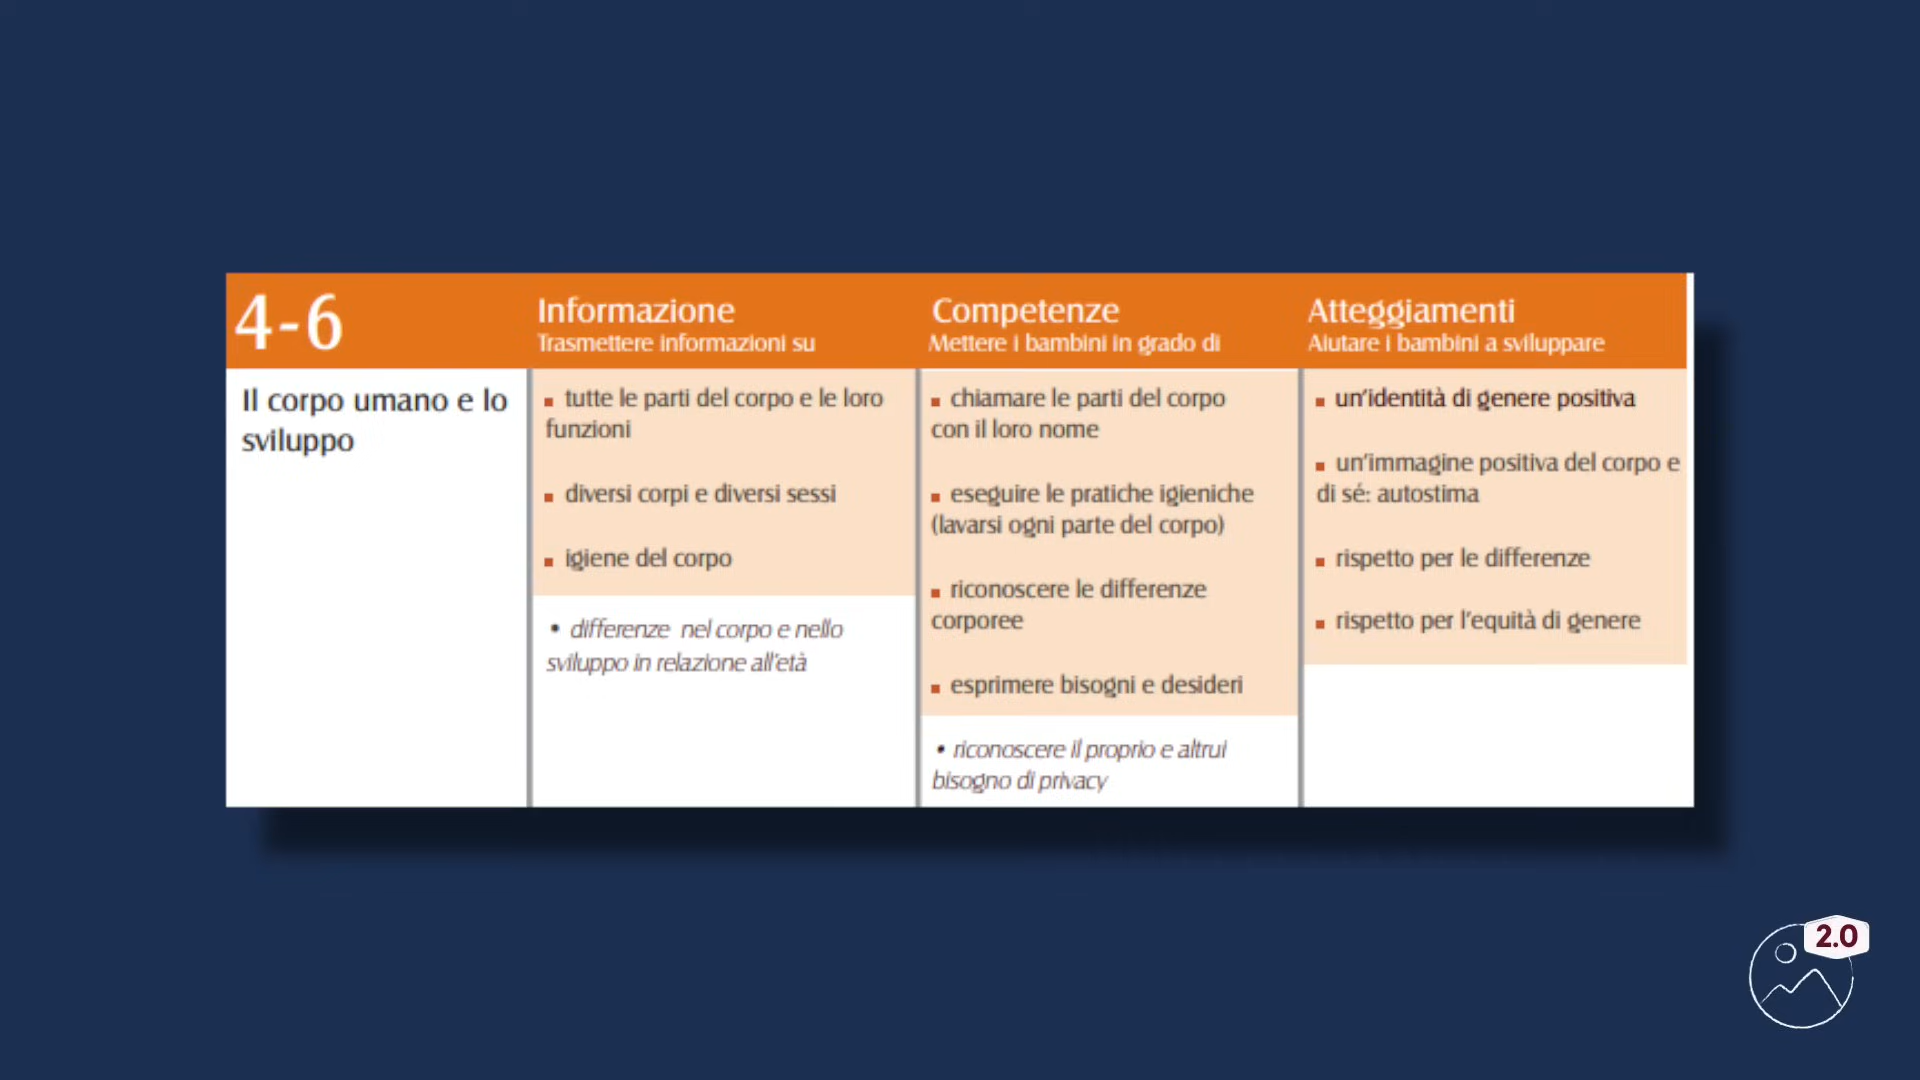 4-6
Informazione
Trasmettere informazioni su
Competenze
Mettere i bambini in grado di
Atteggiamenti
Aiutare i bambini a sviluppare
Il corpo umano e lo
sviluppo
▪ tutte le parti del corpo e le loro
funzioni
▪ diversi corpi e diversi sessi
▪ igiene del corpo
• differenze nel corpo e nello
sviluppo in relazione all'età
▪ chiamare le parti del corpo
con il loro nome
▪ eseguire le pratiche igieniche
(lavarsi ogni parte del corpo)
▪ riconoscere le differenze
corporee
▪ esprimere bisogni e desideri
• riconoscere il proprio e altrui
bisogno di privacy
▪ un'identità di genere positiva
▪ un'immagine positiva del corpo e
di sé: autostima
▪ rispetto per le differenze
▪ rispetto per l'equità di genere
2.0